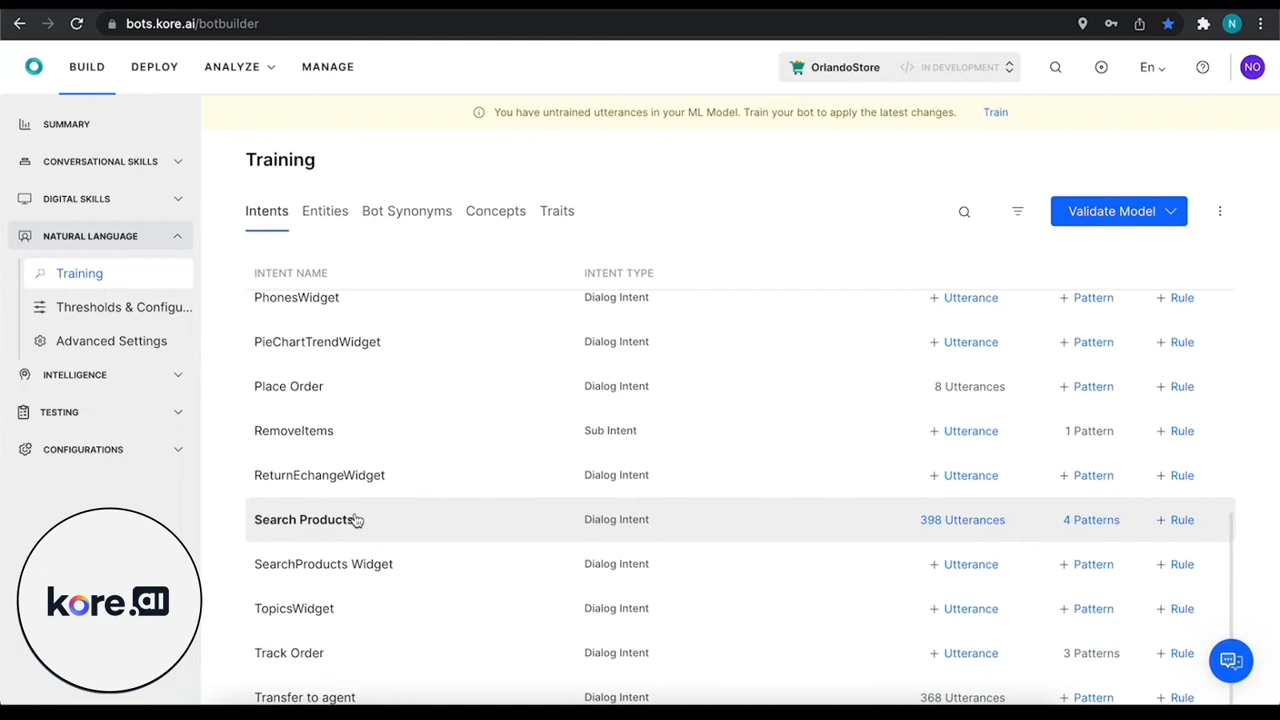 bots.kore.ai/botbuilder
N
BUILD
DEPLOY
ANALYZE
MANAGE
OrlandoStore
</> IN DEVELOPMENT
En
NO
SUMMARY
CONVERSATIONAL SKILLS
DIGITAL SKILLS
NATURAL LANGUAGE
Training
Thresholds & Configu...
Advanced Settings
INTELLIGENCE
TESTING
CONFIGURATIONS
kore.ai
You have untrained utterances in your ML Model. Train your bot to apply the latest changes. Train
Training
Intents Entities Bot Synonyms Concepts Traits
Validate Model
INTENT NAME INTENT TYPE
PhonesWidget Dialog Intent + Utterance + Pattern + Rule
PieChartTrendWidget Dialog Intent + Utterance + Pattern + Rule
Place Order Dialog Intent 8 Utterances + Pattern + Rule
RemoveItems Sub Intent + Utterance 1 Pattern + Rule
ReturnEchangeWidget Dialog Intent + Utterance + Pattern + Rule
Search Products Dialog Intent 398 Utterances 4 Patterns + Rule
SearchProducts Widget Dialog Intent + Utterance + Pattern + Rule
TopicsWidget Dialog Intent + Utterance + Pattern + Rule
Track Order Dialog Intent + Utterance 3 Patterns + Rule
Transfer to agent Dialog Intent 368 Utterances + Pattern + Rule